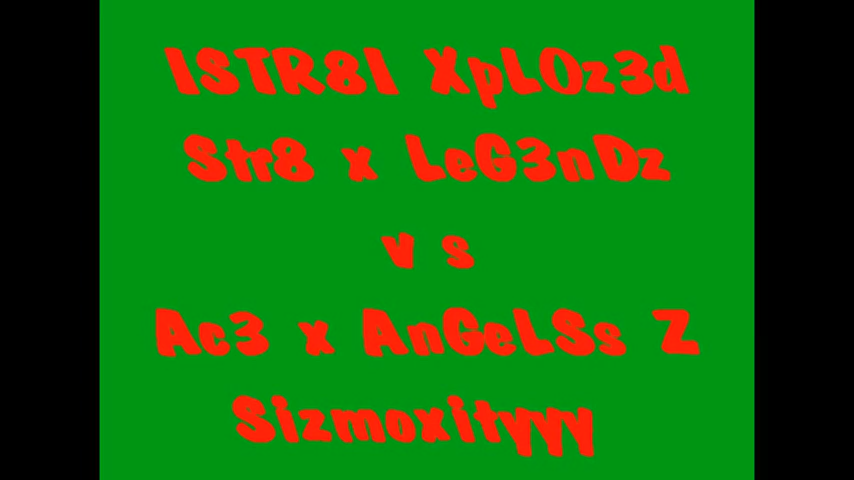 ISTR8I XpLOz3d
Str8 x LeG3nDz
v s
Ac3 x AnGeLSs Z
Sizmoxityyy